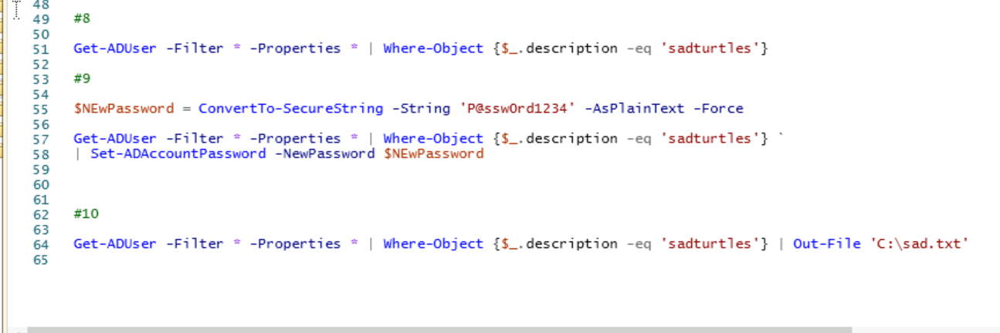 48
49 #8
50
51 Get-ADUser -Filter * -Properties * | Where-Object {$_.description -eq 'sadturtles'}
52
53 #9
54
55 $NEwPassword = ConvertTo-SecureString -String 'P@ssw0rd1234' -AsPlainText -Force
56
57 Get-ADUser -Filter * -Properties * | Where-Object {$_.description -eq 'sadturtles'} `
58 | Set-ADAccountPassword -NewPassword $NEwPassword
59
60
61
62 #10
63
64 Get-ADUser -Filter * -Properties * | Where-Object {$_.description -eq 'sadturtles'} | Out-File 'C:\sad.txt'
65